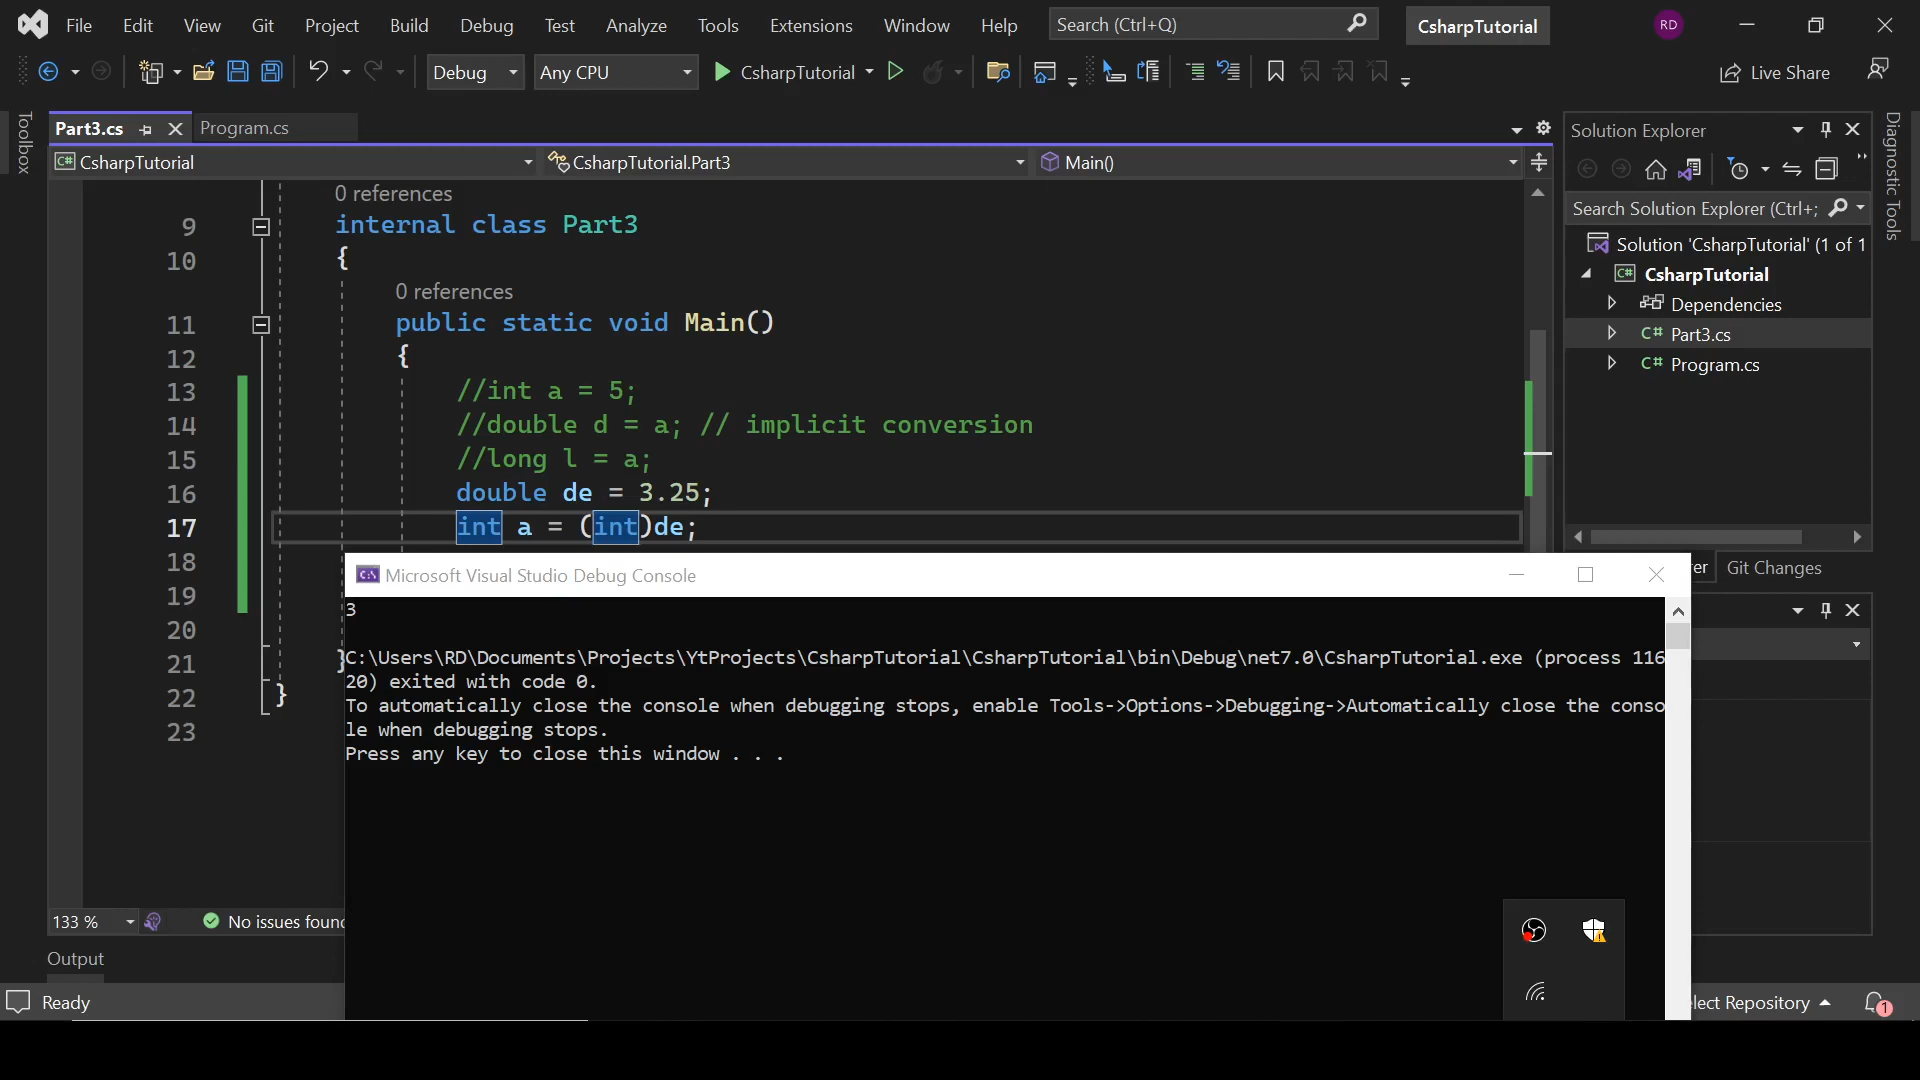 File Edit View Git Project Build Debug Test Analyze Tools Extensions Window Help Search (Ctrl+Q) CsharpTutorial RD
Debug Any CPU CsharpTutorial Live Share
Toolbox
Part3.cs Program.cs
CsharpTutorial CsharpTutorial.Part3 Main()
0 references
9 internal class Part3
10 {
0 references
11 public static void Main()
12 {
13 //int a = 5;
14 //double d = a; // implicit conversion
15 //long l = a;
16 double de = 3.25;
17 int a = (int)de;
18
19
20
21 }
22 }
23
133 % No issues found
Output
Ready
Microsoft Visual Studio Debug Console
3
C:\Users\RD\Documents\Projects\YtProjects\CsharpTutorial\CsharpTutorial\bin\Debug\net7.0\CsharpTutorial.exe (process 116
20) exited with code 0.
To automatically close the console when debugging stops, enable Tools->Options->Debugging->Automatically close the conso
le when debugging stops.
Press any key to close this window . . .
Solution Explorer
Search Solution Explorer (Ctrl+;
Solution 'CsharpTutorial' (1 of 1
C# CsharpTutorial
Dependencies
C# Part3.cs
C# Program.cs
rer Git Changes
Diagnostic Tools
lect Repository 1